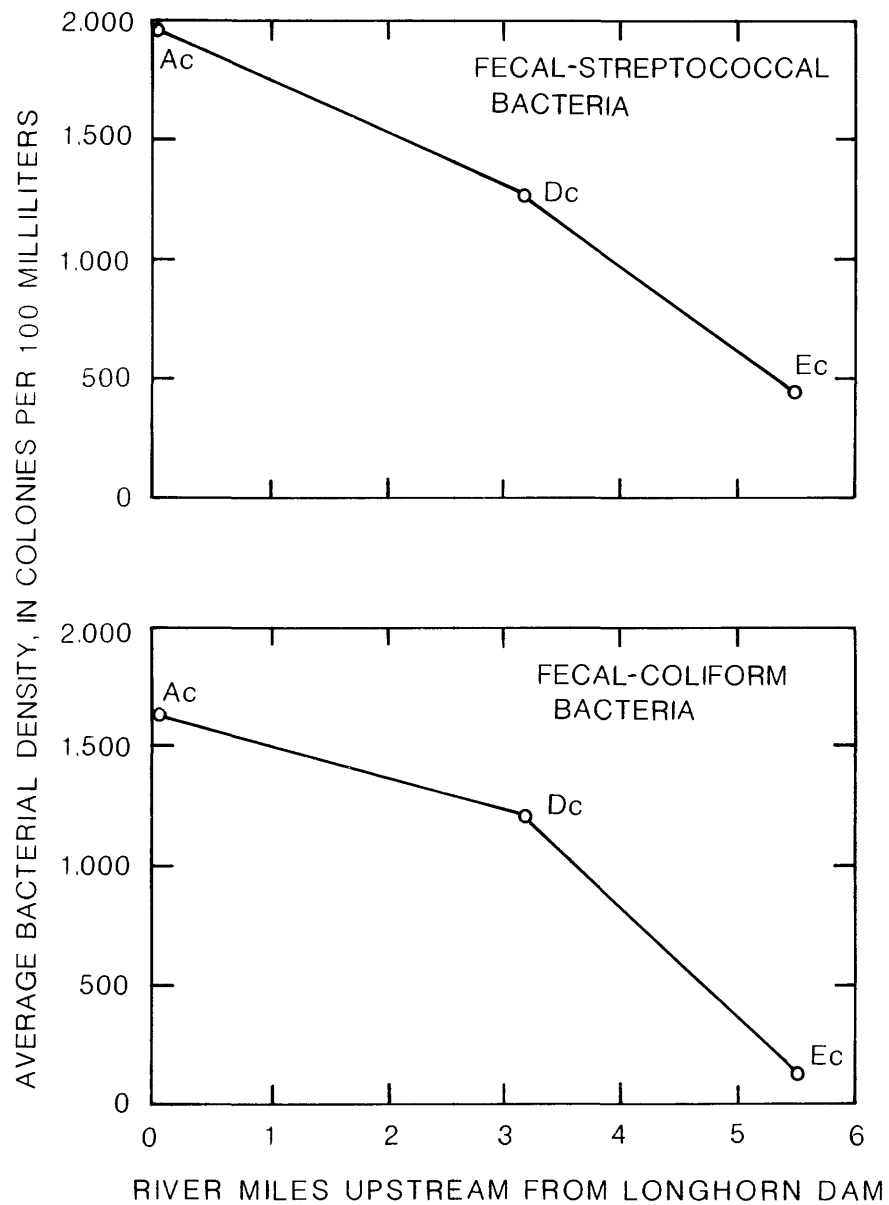 AVERAGE BACTERIAL DENSITY, IN COLONIES PER 100 MILLILITERS
2.000
1.500
1.000
500
0
FECAL-STREPTOCOCCAL
BACTERIA
Ac
Dc
Ec
2.000
1.500
1.000
500
0
FECAL-COLIFORM
BACTERIA
Ac
Dc
Ec
0 1 2 3 4 5 6
RIVER MILES UPSTREAM FROM LONGHORN DAM